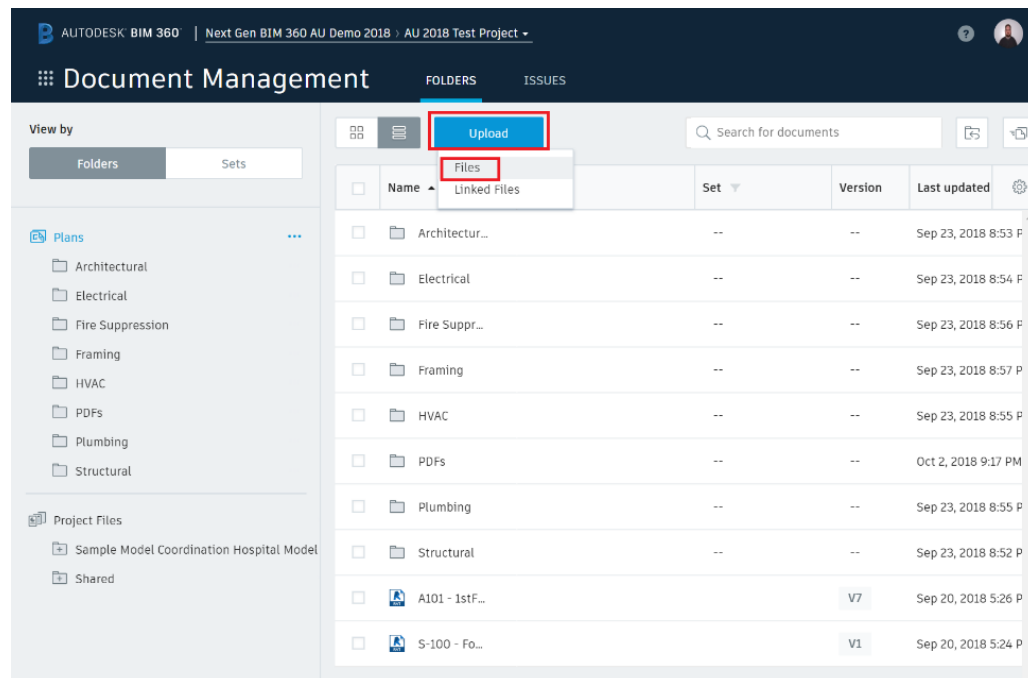 AUTODESK® BIM 360° | Next Gen BIM 360 AU Demo 2018 › AU 2018 Test Project
Document Management FOLDERS ISSUES
View by
Folders Sets
Upload
Search for documents
Files
Linked Files
Name Set Version Last updated
Plans
Architectural
Electrical
Fire Suppression
Framing
HVAC
PDFs
Plumbing
Structural
Project Files
Sample Model Coordination Hospital Model
Shared
Architectur... -- -- Sep 23, 2018 8:53 P
Electrical -- -- Sep 23, 2018 8:54 P
Fire Suppr... -- -- Sep 23, 2018 8:56 P
Framing -- -- Sep 23, 2018 8:57 P
HVAC -- -- Sep 23, 2018 8:55 P
PDFs -- -- Oct 2, 2018 9:17 PM
Plumbing -- -- Sep 23, 2018 8:55 P
Structural -- -- Sep 23, 2018 8:52 P
A101 - 1stF... V7 Sep 20, 2018 5:26 P
S-100 - Fo... V1 Sep 20, 2018 5:24 P